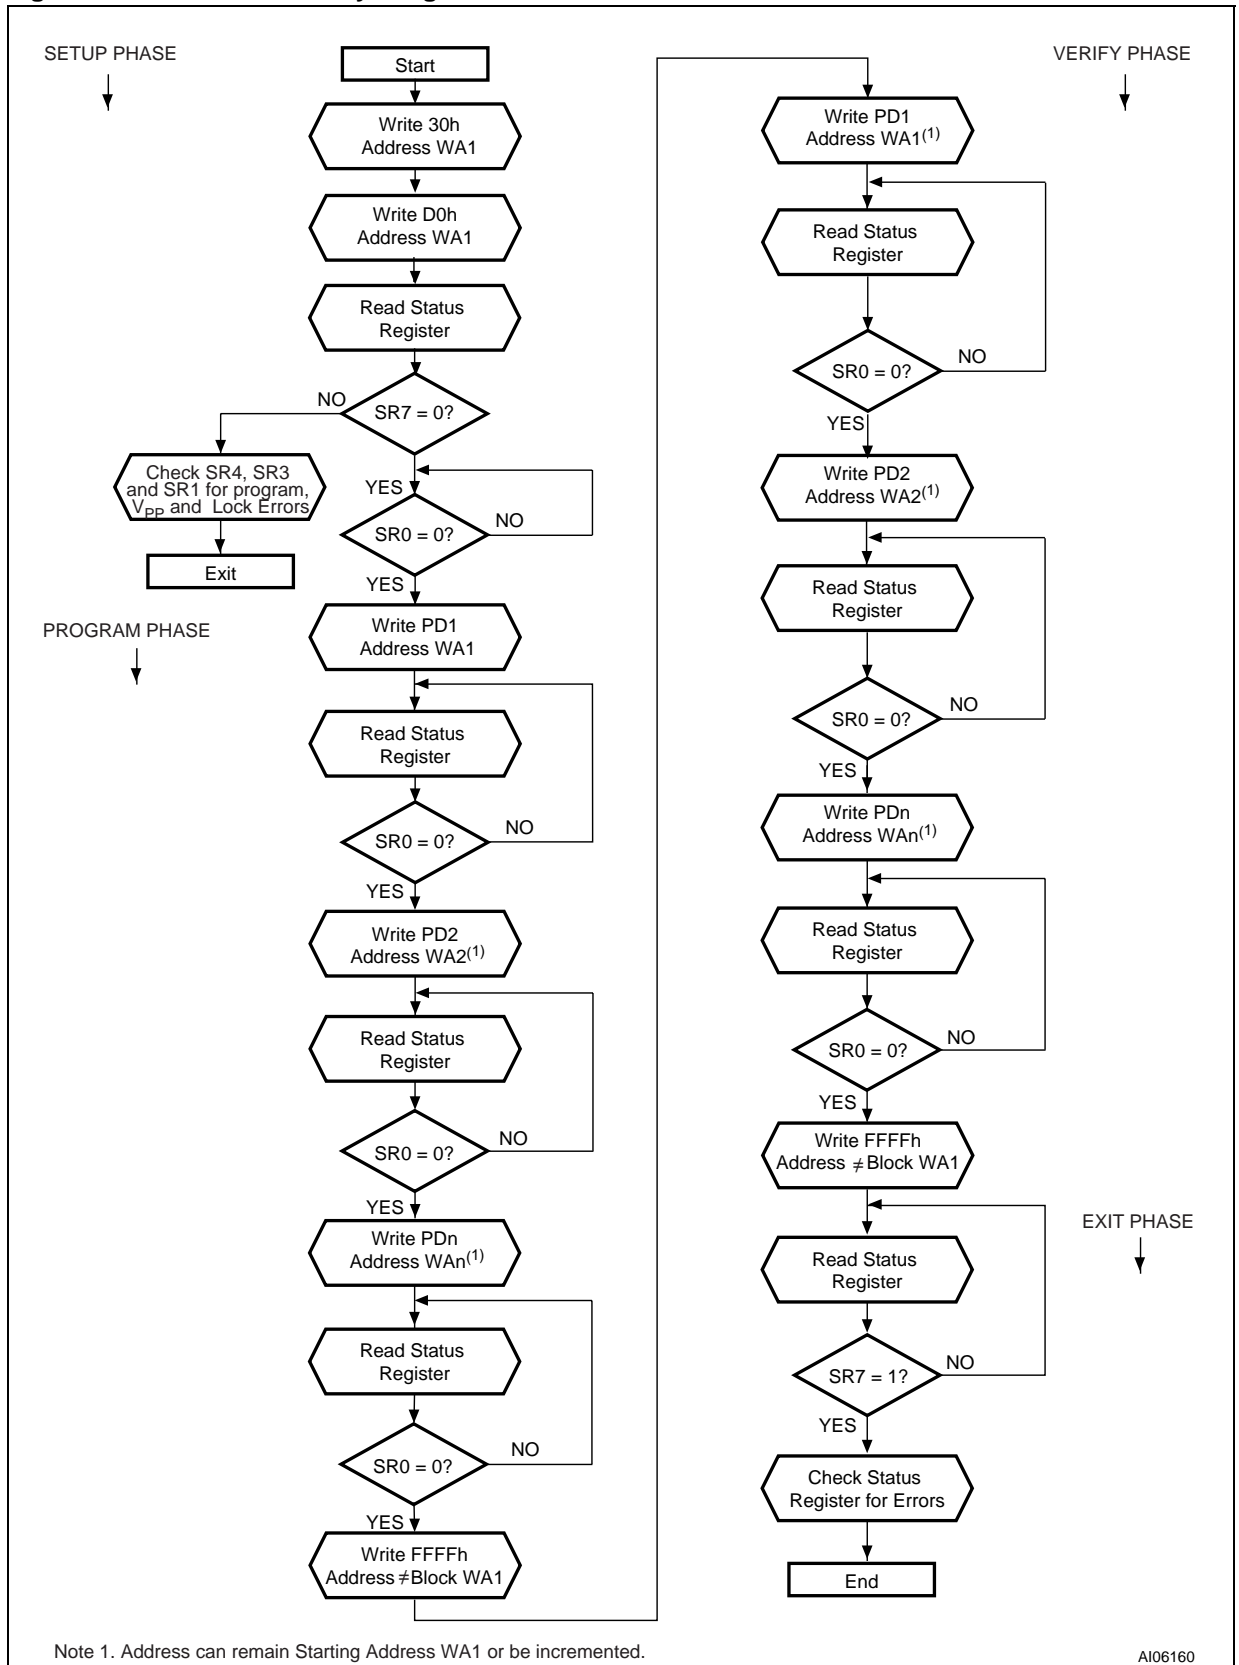 SETUP PHASE
Start
Write 30h
Address WA1
Write D0h
Address WA1
Read Status
Register
SR7 = 0?
NO
Check SR4, SR3
and SR1 for program,
VPP and Lock Errors
Exit
YES
SR0 = 0?
NO
YES
PROGRAM PHASE
Write PD1
Address WA1
Read Status
Register
SR0 = 0?
NO
YES
Write PD2
Address WA2(1)
Read Status
Register
SR0 = 0?
NO
YES
Write PDn
Address WAn(1)
Read Status
Register
SR0 = 0?
NO
YES
Write FFFFh
Address ≠Block WA1
VERIFY PHASE
Write PD1
Address WA1(1)
Read Status
Register
SR0 = 0?
NO
YES
Write PD2
Address WA2(1)
Read Status
Register
SR0 = 0?
NO
YES
Write PDn
Address WAn(1)
Read Status
Register
SR0 = 0?
NO
YES
Write FFFFh
Address ≠Block WA1
EXIT PHASE
Read Status
Register
SR7 = 1?
NO
YES
Check Status
Register for Errors
End
Note 1. Address can remain Starting Address WA1 or be incremented.
AI06160